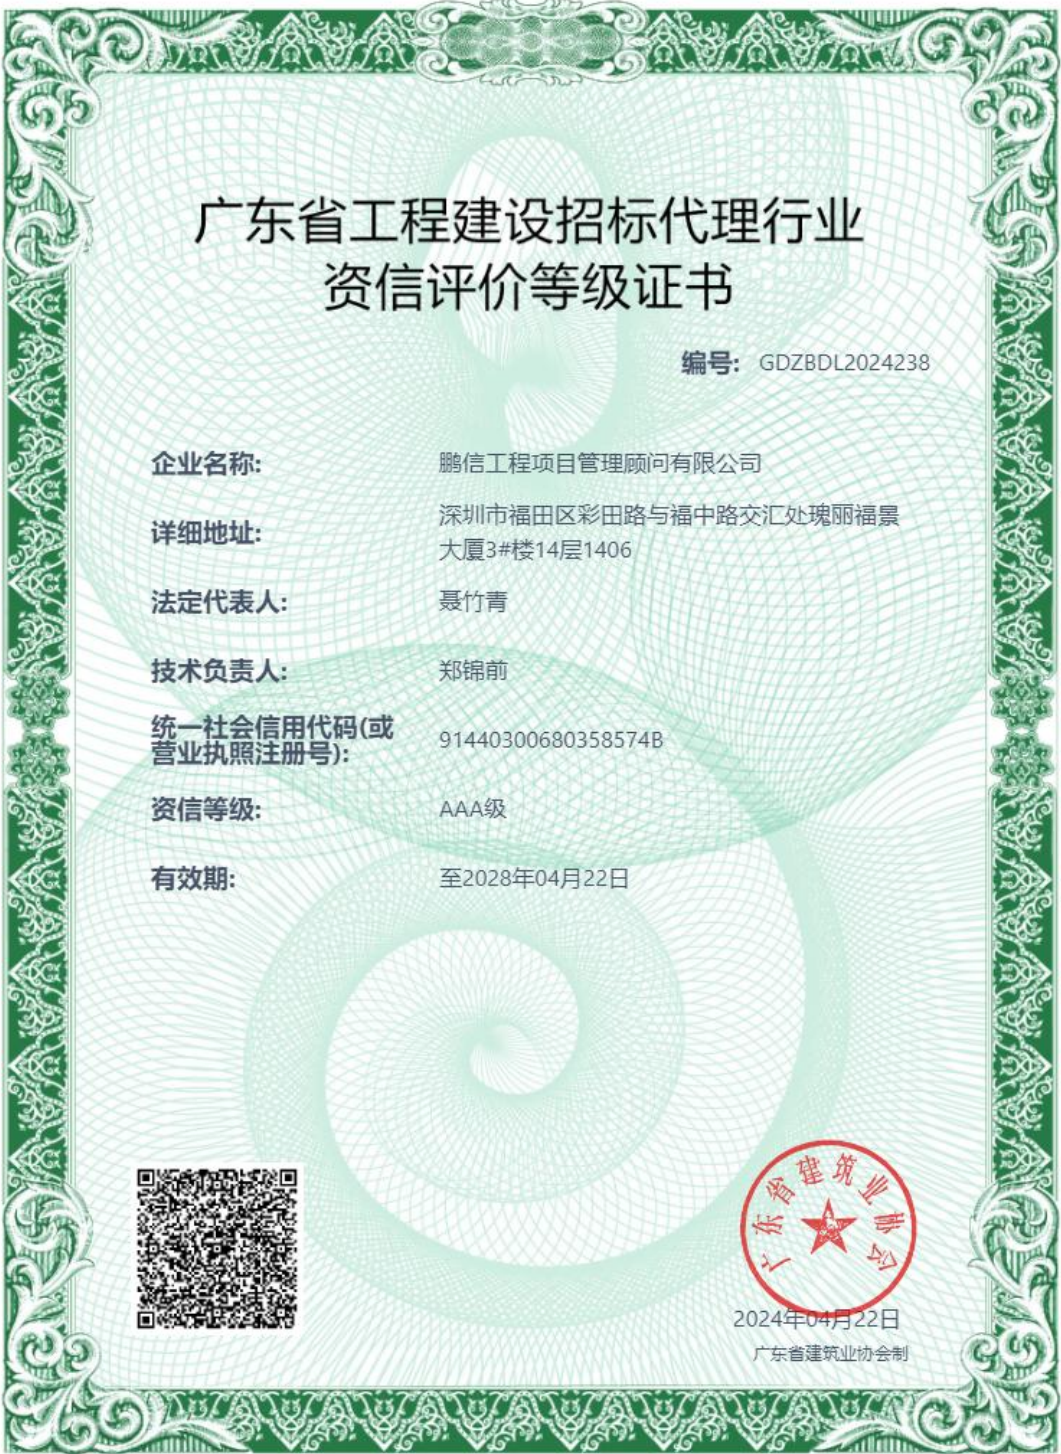 广东省工程建设招标代理行业
资信评价等级证书
编号: GDZBDL2024238
企业名称: 鹏信工程项目管理顾问有限公司
详细地址: 深圳市福田区彩田路与福中路交汇处瑰丽福景
大厦3#楼14层1406
法定代表人: 聂竹青
技术负责人: 郑锦前
统一社会信用代码(或
营业执照注册号): 91440300680358574B
资信等级: AAA级
有效期: 至2028年04月22日
广东省建筑业协会
2024年04月22日
广东省建筑业协会制